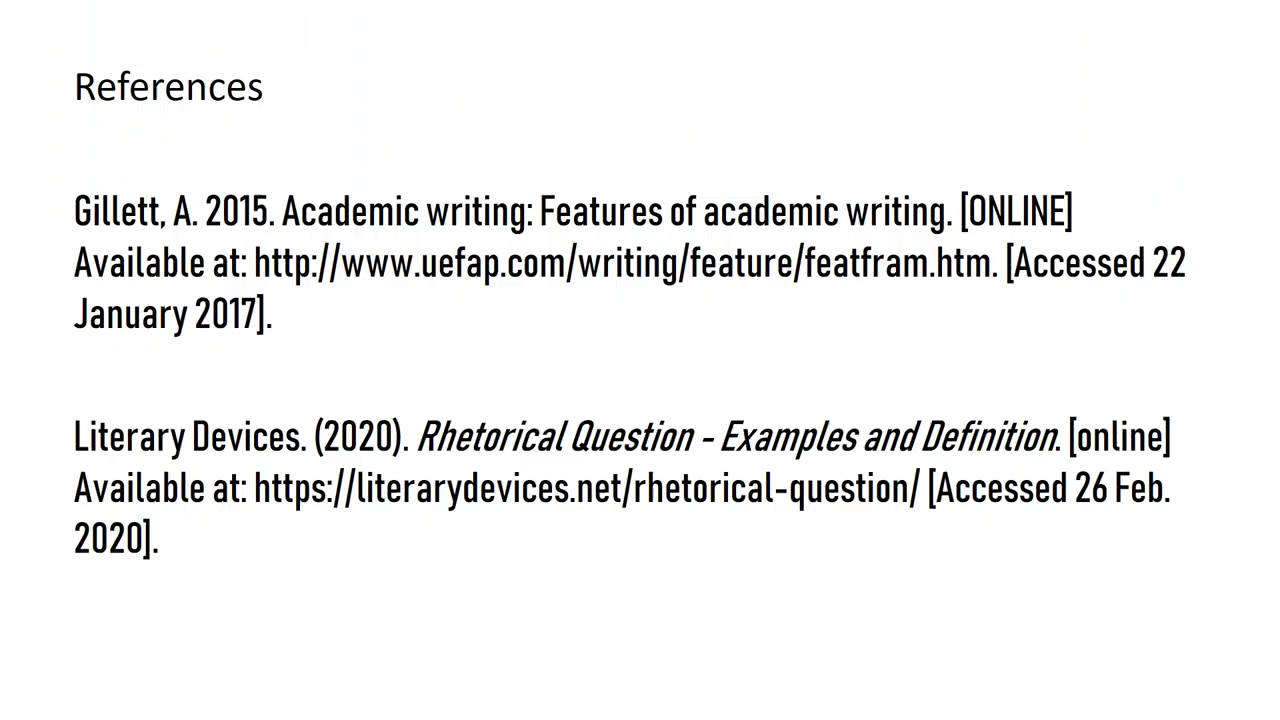 References
Gillett, A. 2015. Academic writing: Features of academic writing. [ONLINE]
Available at: http://www.uefap.com/writing/feature/featfram.htm. [Accessed 22
January 2017].
Literary Devices. (2020). Rhetorical Question - Examples and Definition. [online]
Available at: https://literarydevices.net/rhetorical-question/ [Accessed 26 Feb.
2020].